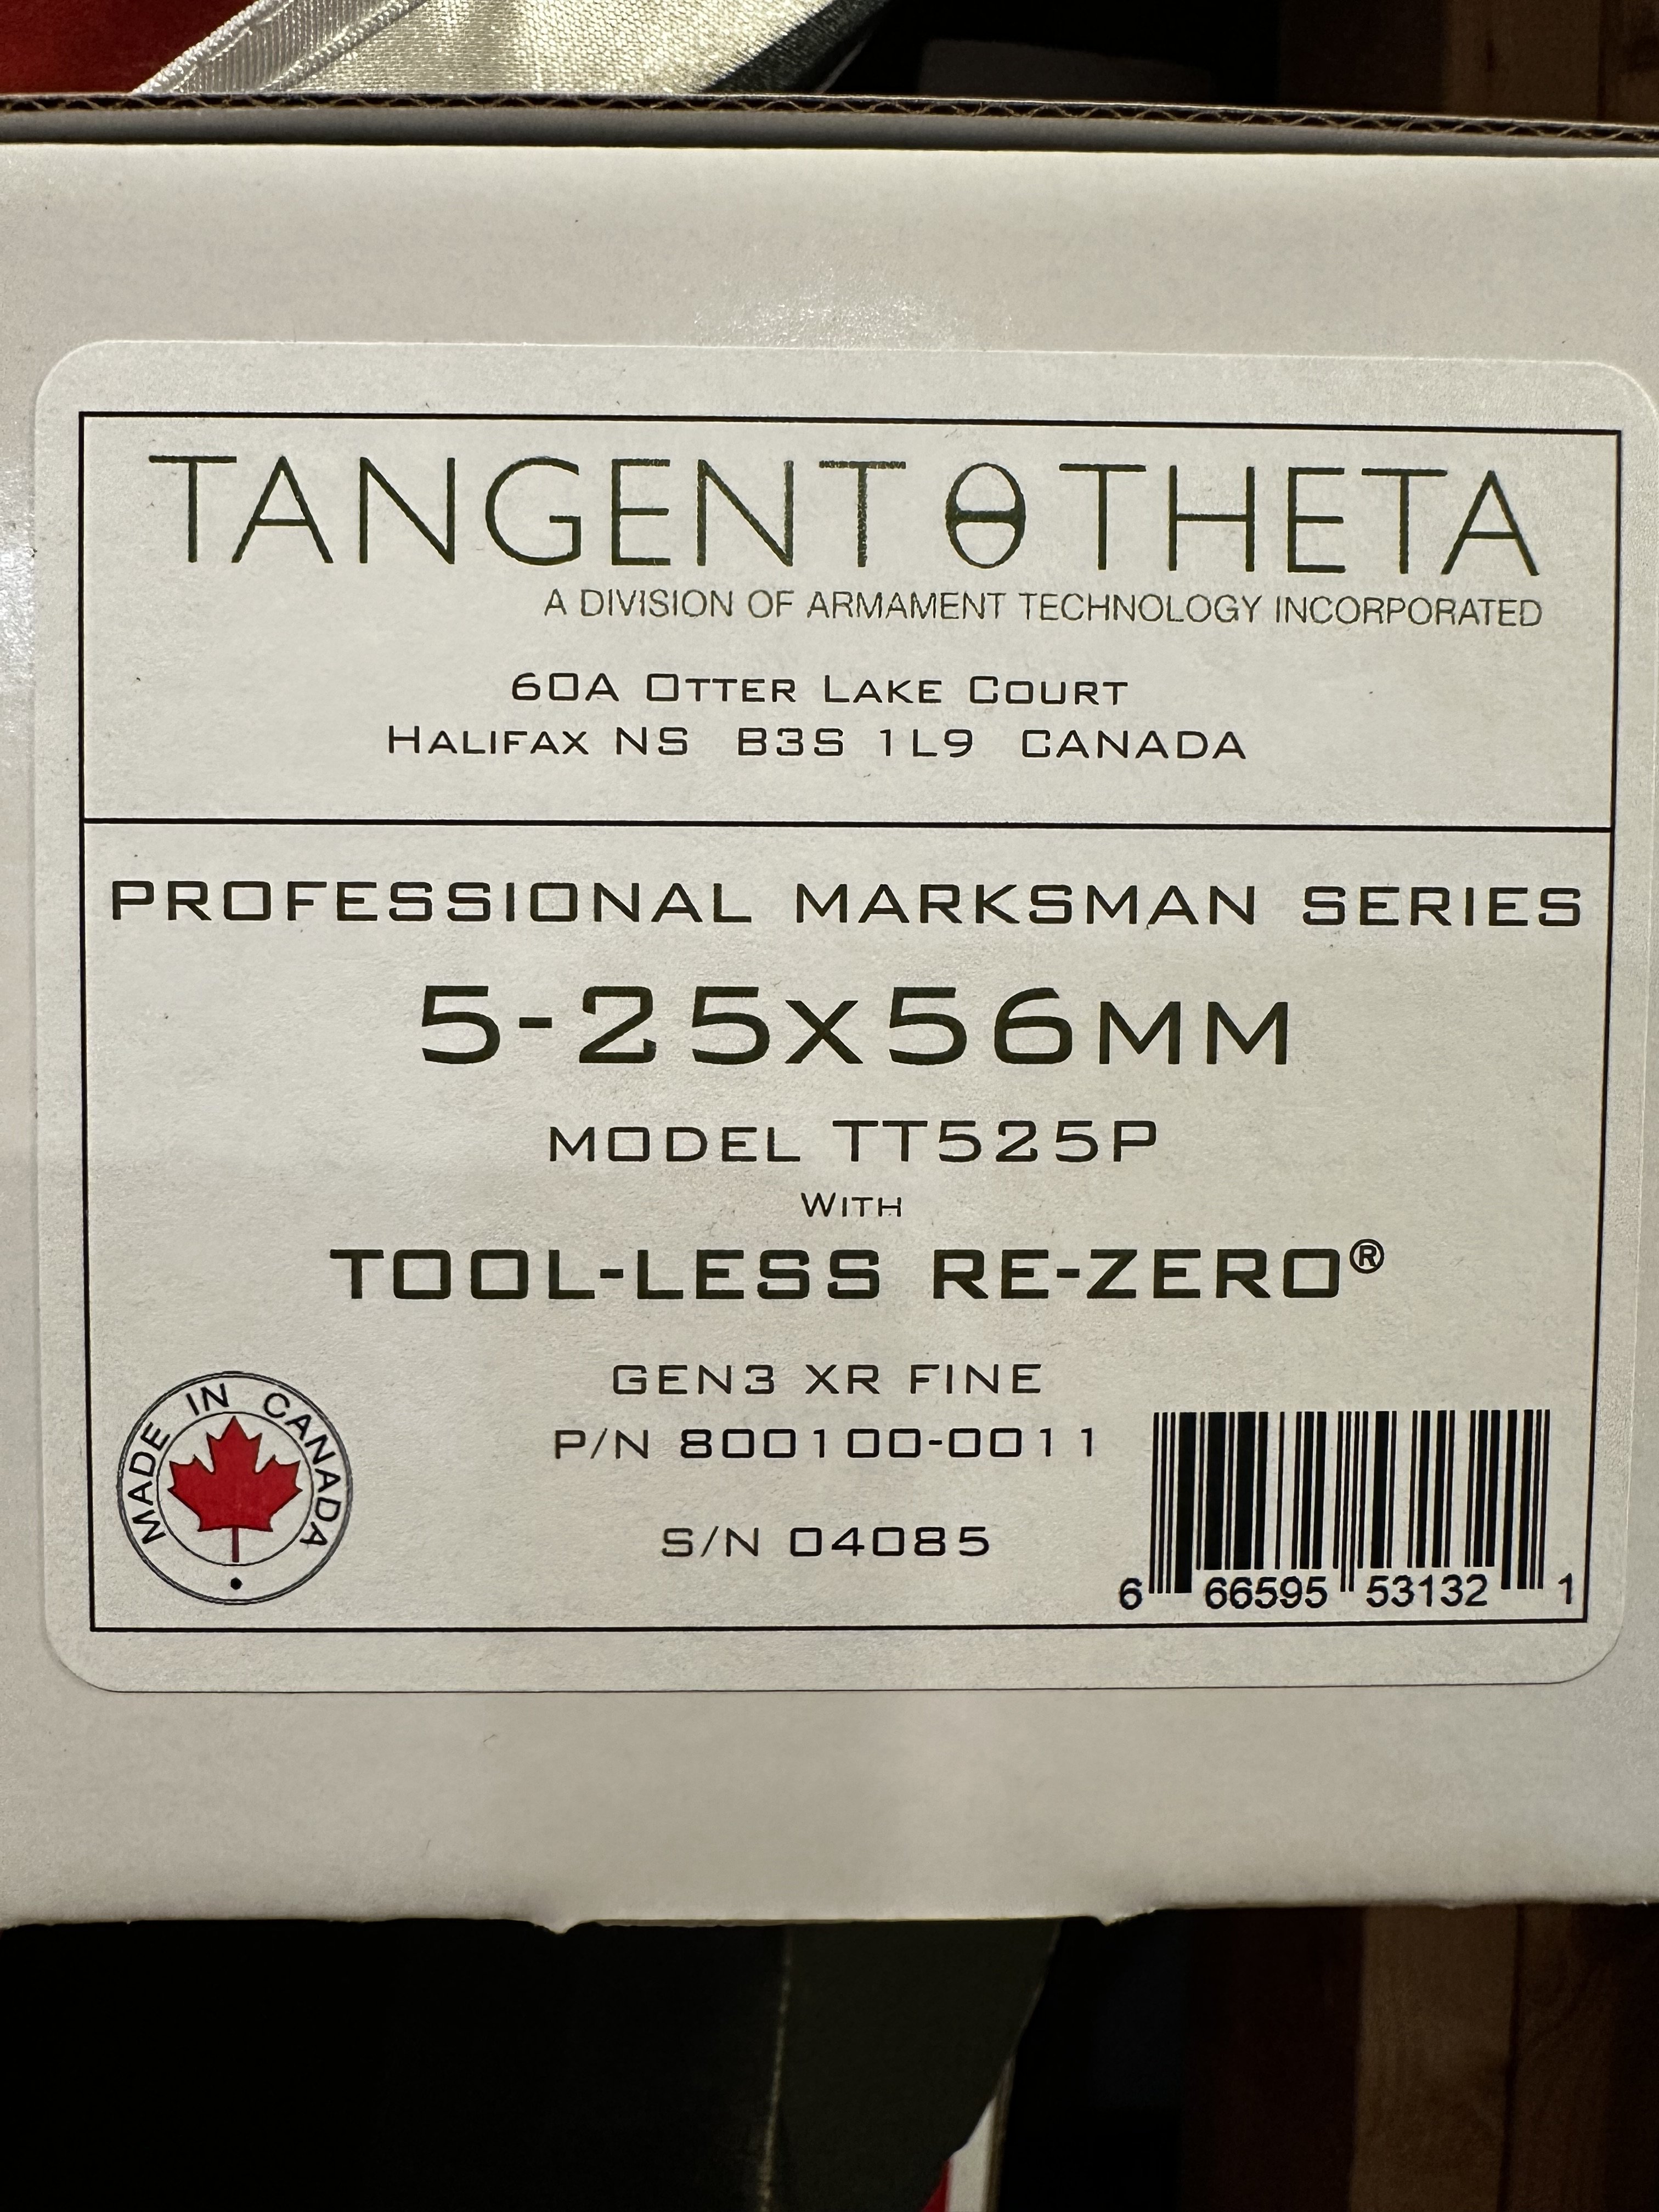 TANGENT θ THETA
A DIVISION OF ARMAMENT TECHNOLOGY INCORPORATED
60A OTTER LAKE COURT
HALIFAX NS B3S 1L9 CANADA
PROFESSIONAL MARKSMAN SERIES
5-25x56MM
MODEL TT525P
WITH
TOOL-LESS RE-ZERO®
GEN3 XR FINE
P/N 800100-0011
S/N 04085
MADE IN CANADA
6 66595 53132 1